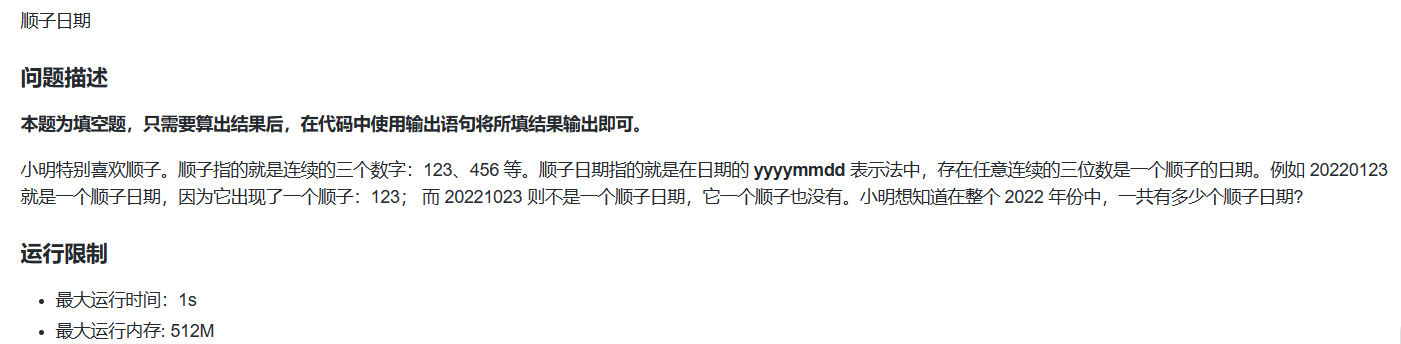 顺子日期
问题描述
本题为填空题，只需要算出结果后，在代码中使用输出语句将所填结果输出即可。
小明特别喜欢顺子。顺子指的就是连续的三个数字：123、456 等。顺子日期指的就是在日期的 yyyymmdd 表示法中，存在任意连续的三位数是一个顺子的日期。例如 20220123
就是一个顺子日期，因为它出现了一个顺子：123； 而 20221023 则不是一个顺子日期，它一个顺子也没有。小明想知道在整个 2022 年份中，一共有多少个顺子日期?
运行限制
• 最大运行时间：1s
• 最大运行内存: 512M